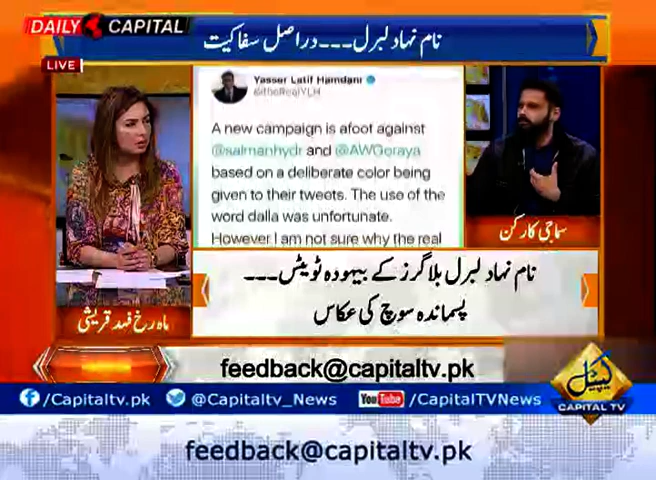 DAILY CAPITAL
نام نہاد لبرل۔۔۔دراصل سفاکیت
LIVE
Yasser Latif Hamdani
@theRealYLH
A new campaign is afoot against
@salmanhydr and @AWGoraya
based on a deliberate color being
given to their tweets. The use of the
word dalla was unfortunate.
However I am not sure why the real
سماجی کارکن
ماہ رخ فہد قریشی
نام نہاد لبرل بلاگرز کے بیہودہ ٹویٹس۔۔۔
پسماندہ سوچ کی عکاس
feedback@capitaltv.pk
کیپیٹل
CAPITAL TV
/Capitaltv.pk @Capitaltv_News YouTube /CapitalTVNews
feedback@capitaltv.pk